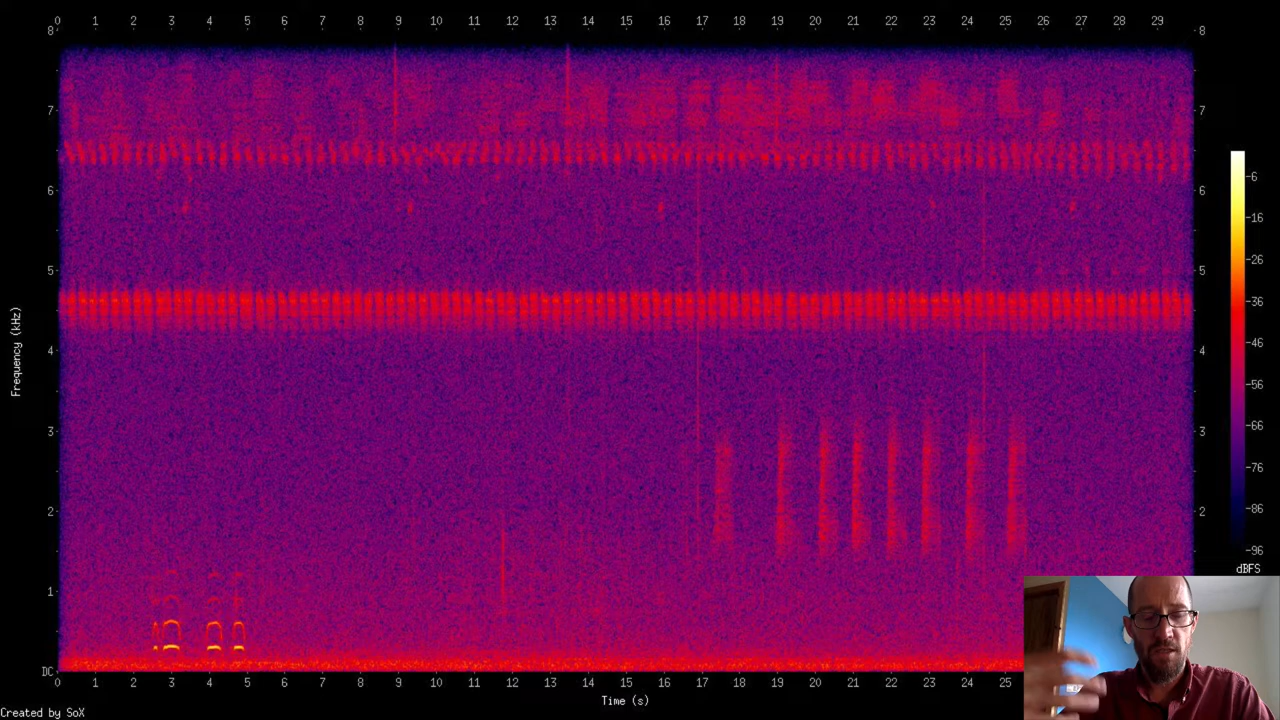 0 1 2 3 4 5 6 7 8 9 10 11 12 13 14 15 16 17 18 19 20 21 22 23 24 25 26 27 28 29
8 8
7 7
6 6
5 5
4 4
3 3
2 2
1
DC
Frequency (kHz)
-6
-16
-26
-36
-46
-56
-66
-76
-86
-96
dBFS
0 1 2 3 4 5 6 7 8 9 10 11 12 13 14 15 16 17 18 19 20 21 22 23 24 25
Time (s)
Created by SoX